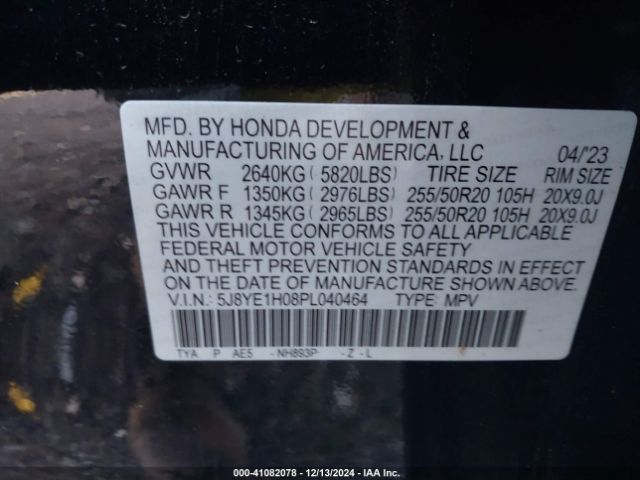 MFD. BY HONDA DEVELOPMENT &
MANUFACTURING OF AMERICA, LLC 04/'23
GVWR 2640KG ( 5820LBS) TIRE SIZE RIM SIZE
GAWR F 1350KG ( 2976LBS) 255/50R20 105H 20X9.0J
GAWR R 1345KG ( 2965LBS) 255/50R20 105H 20X9.0J
THIS VEHICLE CONFORMS TO ALL APPLICABLE
FEDERAL MOTOR VEHICLE SAFETY
AND THEFT PREVENTION STANDARDS IN EFFECT
ON THE DATE OF MANUFACTURE SHOWN ABOVE.
V.I.N.: 5J8YE1H08PL040464 TYPE: MPV
TYA P AE5 -NH893P -Z-L
000-41082078 - 12/13/2024 - IAA Inc.